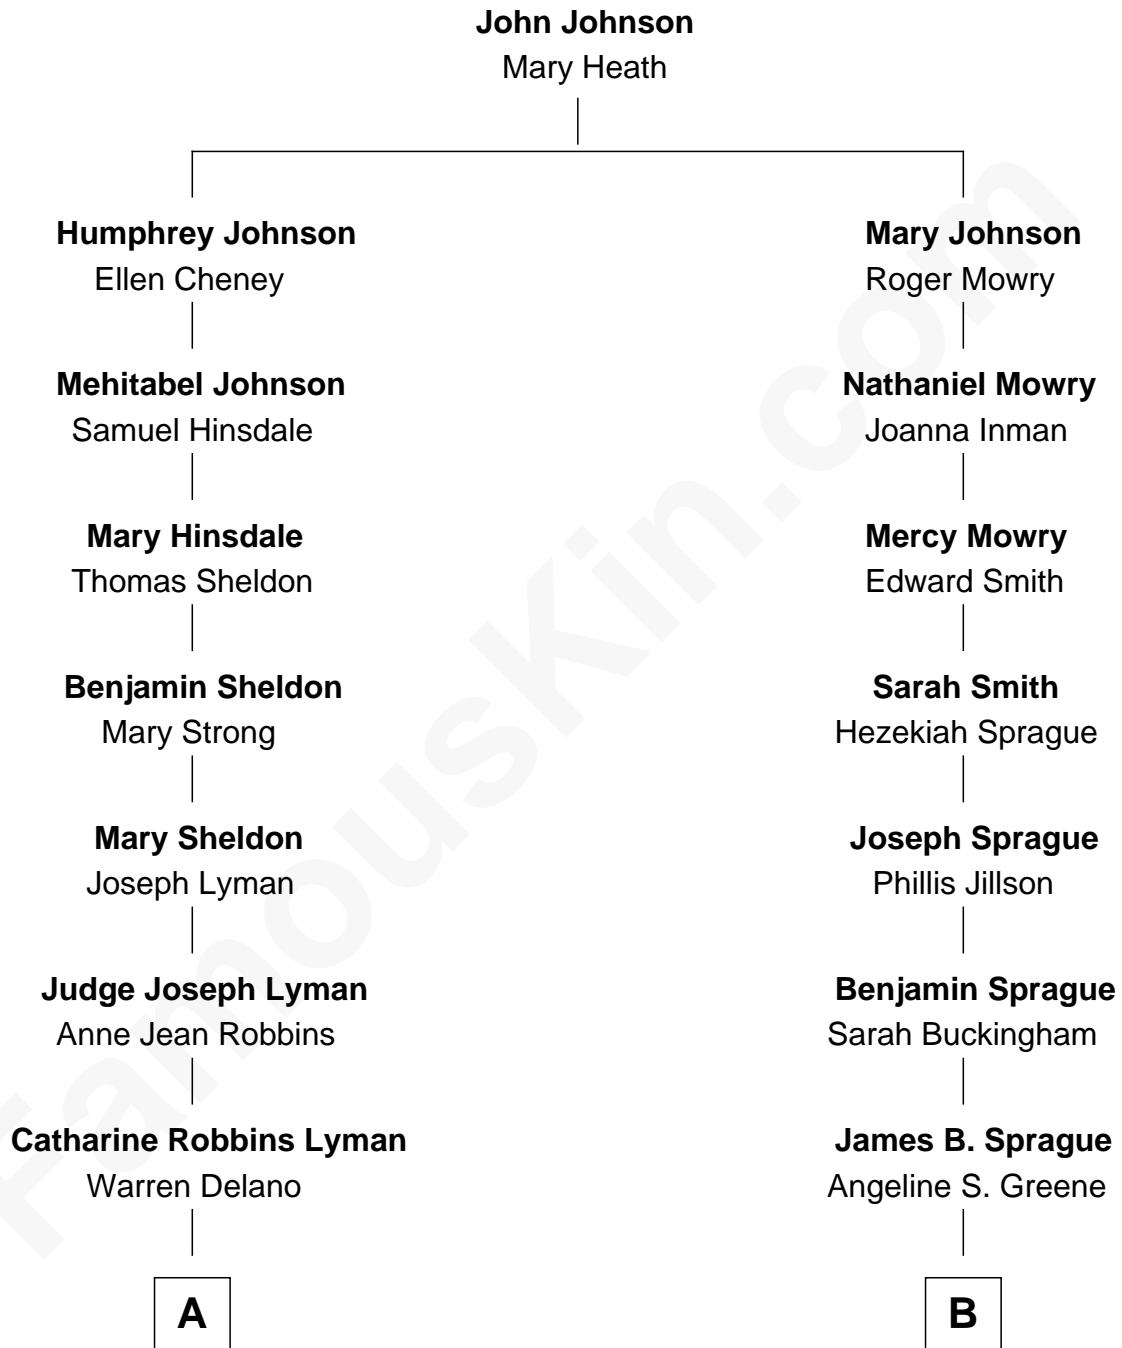 John Johnson
Mary Heath
Humphrey Johnson
Ellen Cheney
Mary Johnson
Roger Mowry
Mehitabel Johnson
Samuel Hinsdale
Nathaniel Mowry
Joanna Inman
Mary Hinsdale
Thomas Sheldon
Mercy Mowry
Edward Smith
Benjamin Sheldon
Mary Strong
Sarah Smith
Hezekiah Sprague
Mary Sheldon
Joseph Lyman
Joseph Sprague
Phillis Jillson
Judge Joseph Lyman
Anne Jean Robbins
Benjamin Sprague
Sarah Buckingham
Catharine Robbins Lyman
Warren Delano
James B. Sprague
Angeline S. Greene
A
B
FamousKin.com